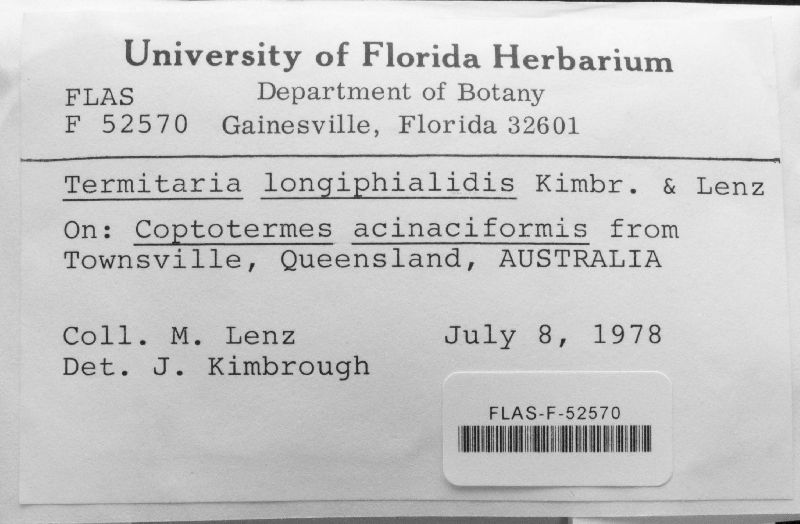 University of Florida Herbarium
FLAS Department of Botany
F 52570 Gainesville, Florida 32601
Termitaria longiphialidis Kimbr. & Lenz
On: Coptotermes acinaciformis from
Townsville, Queensland, AUSTRALIA
Coll. M. Lenz July 8, 1978
Det. J. Kimbrough
FLAS-F-52570